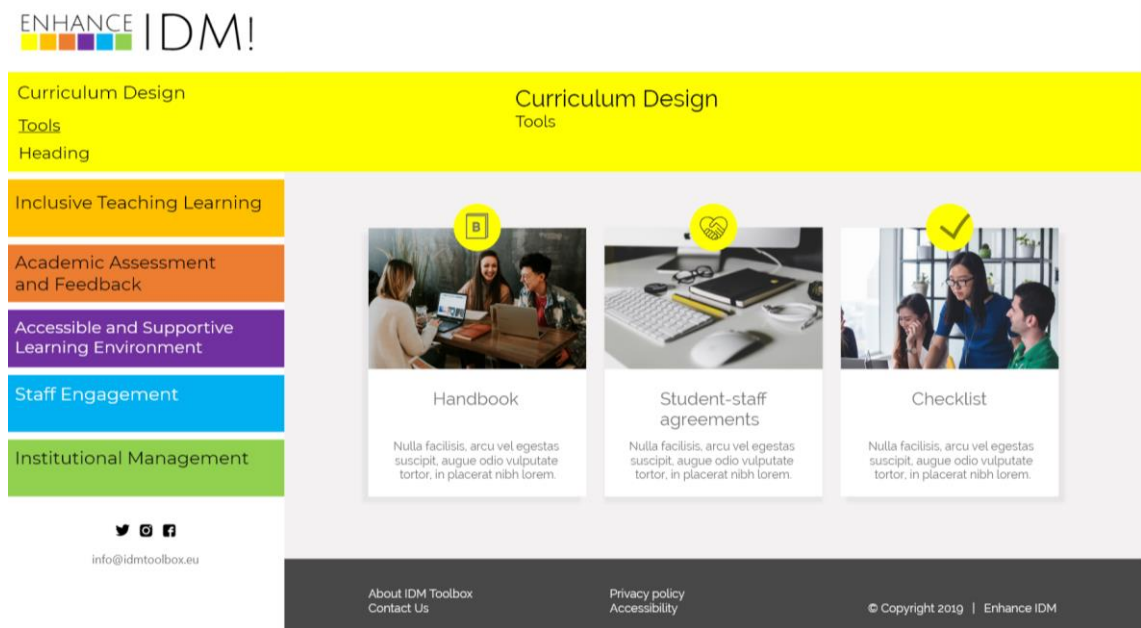 ENHANCE IDM!
Curriculum Design
Tools
Heading
Curriculum Design
Tools
Inclusive Teaching Learning
Academic Assessment
and Feedback
Accessible and Supportive
Learning Environment
Staff Engagement
Institutional Management
info@idmtoolbox.eu
B
Handbook
Nulla facilisis, arcu vel egestas
suscipit, augue odio vulputate
tortor, in placerat nibh lorem.
Student-staff
agreements
Nulla facilisis, arcu vel egestas
suscipit, augue odio vulputate
tortor, in placerat nibh lorem.
Checklist
Nulla facilisis, arcu vel egestas
suscipit, augue odio vulputate
tortor, in placerat nibh lorem.
About IDM Toolbox
Contact Us
Privacy policy
Accessibility
© Copyright 2019 | Enhance IDM